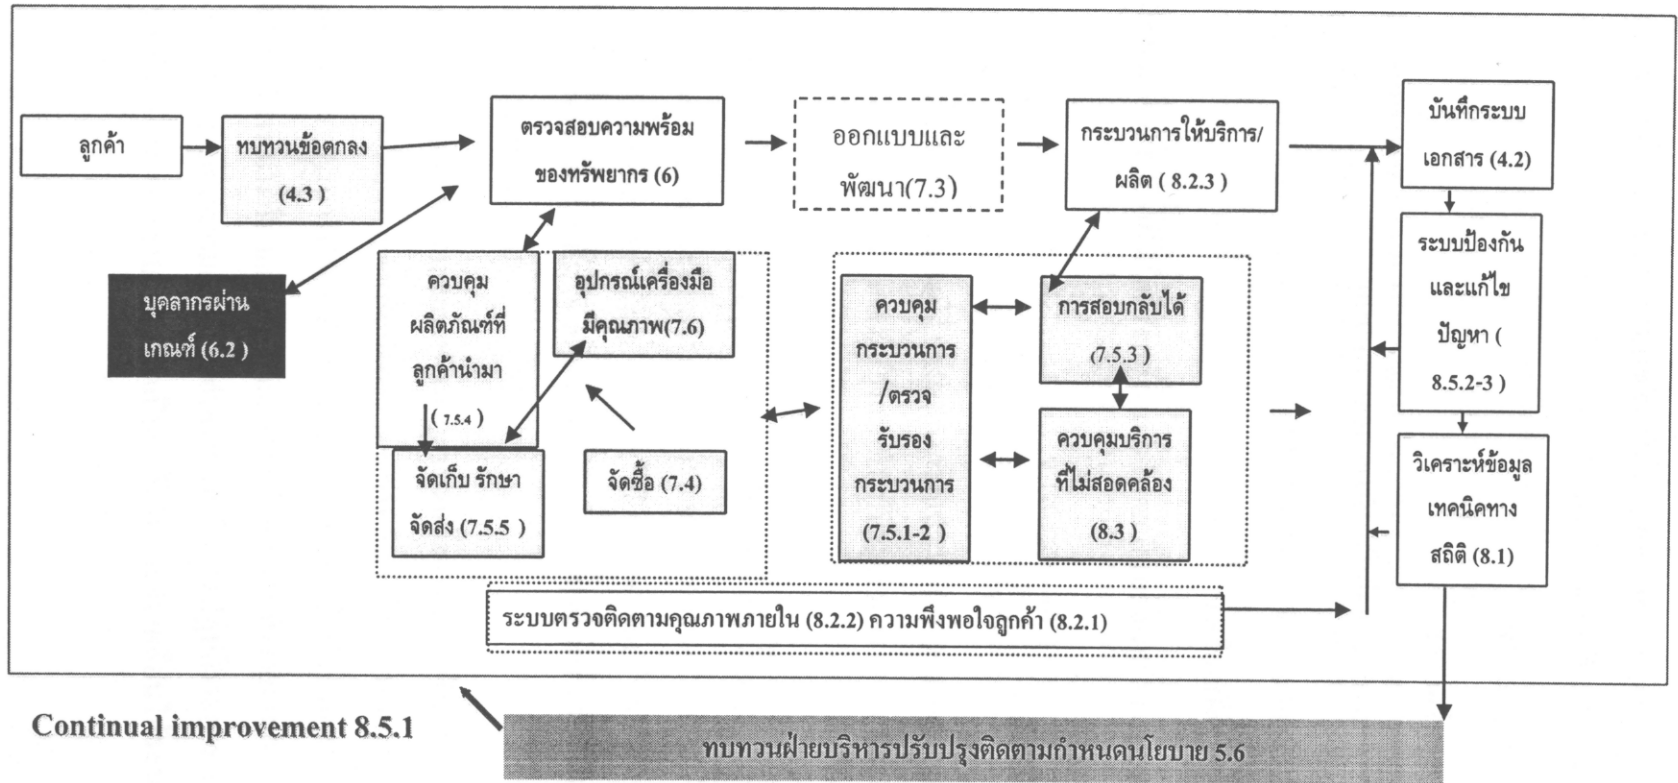 ลูกค้า
ทบทวนข้อตกลง
(4.3)
ตรวจสอบความพร้อม
ของทรัพยากร (6)
ออกแบบและ
พัฒนา(7.3)
กระบวนการให้บริการ/
ผลิต ( 8.2.3 )
บันทึกระบบ
เอกสาร (4.2)
บุคลากรผ่าน
เกณฑ์ (6.2 )
ควบคุม
ผลิตภัณฑ์ที่
ลูกค้านำมา
( 7.5.4 )
อุปกรณ์เครื่องมือ
มีคุณภาพ(7.6)
จัดเก็บ รักษา
จัดส่ง (7.5.5 )
จัดซื้อ (7.4)
ควบคุม
กระบวนการ
/ตรวจ
รับรอง
กระบวนการ
(7.5.1-2 )
การสอบกลับได้
(7.5.3 )
ควบคุมบริการ
ที่ไม่สอดคล้อง
(8.3)
ระบบป้องกัน
และแก้ไข
ปัญหา (
8.5.2-3 )
วิเคราะห์ข้อมูล
เทคนิคทาง
สถิติ (8.1)
ระบบตรวจติดตามคุณภาพภายใน (8.2.2) ความพึงพอใจลูกค้า (8.2.1)
Continual improvement 8.5.1
ทบทวนฝ่ายบริหารปรับปรุงติดตามกำหนดนโยบาย 5.6